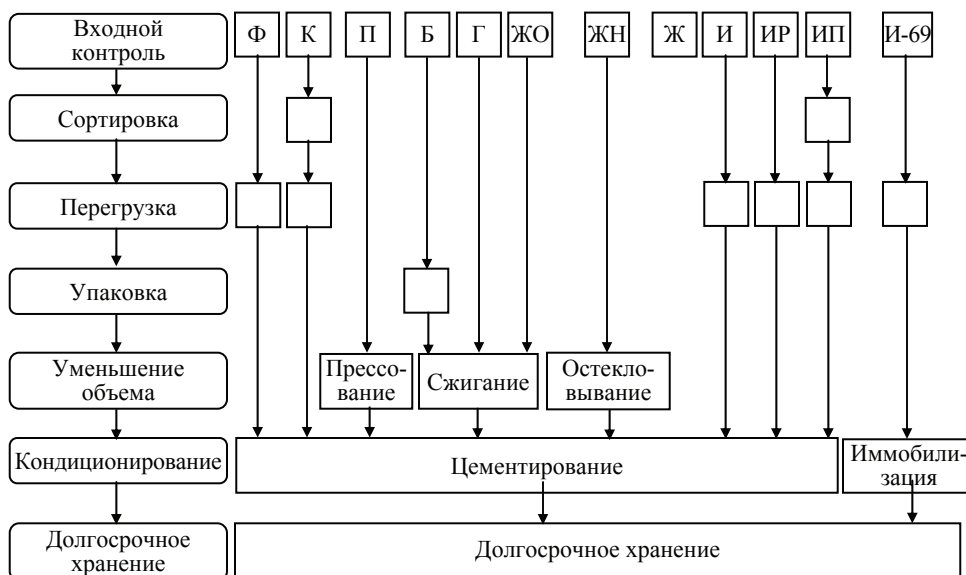 Входной
контроль
Ф К П Б Г ЖО ЖН Ж И ИР ИП И-69
Сортировка
Перегрузка
Упаковка
Уменьшение
объема
Прессо-
вание
Сжигание
Остекло-
вывание
Кондиционирование
Цементирование
Иммобили-
зация
Долгосрочное
хранение
Долгосрочное хранение